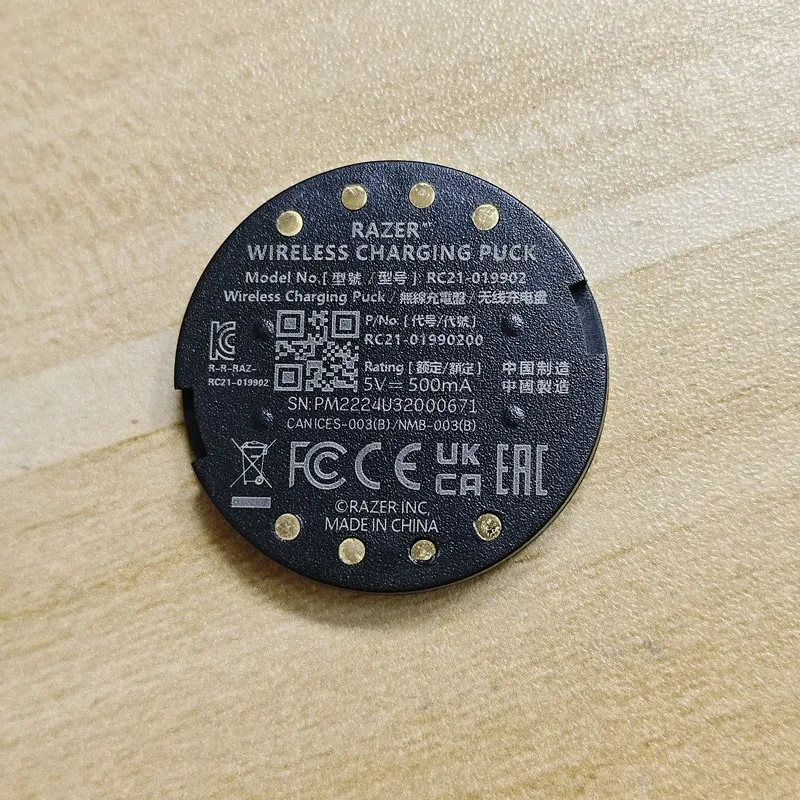 RAZER™
WIRELESS CHARGING PUCK
Model No.[ 型號 / 型号 ] RC21-019902
Wireless Charging Puck / 無線充電盤 / 无线充电盘
P/No. [ 代号/代號 ]
RC21-01990200
R-R-RAZ-
RC21-019902
Rating [ 额定/額定 ]
5V⎓500mA
中国制造
中國製造
SN:PM2224U32000671
CAN ICES-003(B) / NMB-003(B)
FC CE UK
CA EAC
©RAZER INC.
MADE IN CHINA